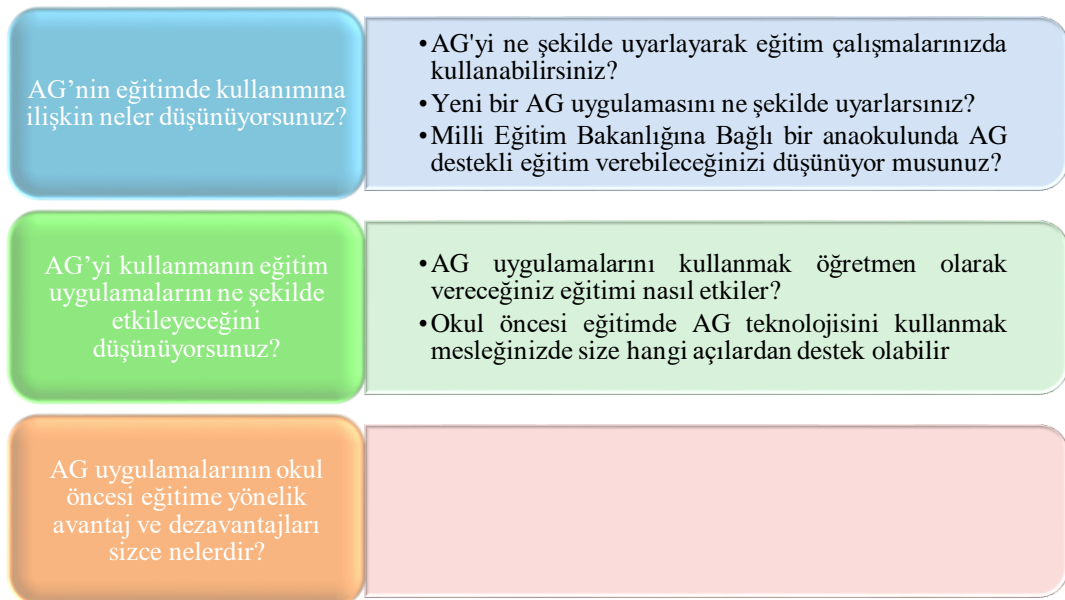 AG’nin eğitimde kullanımına
ilişkin neler düşünüyorsunuz?
•AG'yi ne şekilde uyarlayarak eğitim çalışmalarınızda
kullanabilirsiniz?
•Yeni bir AG uygulamasını ne şekilde uyarlarsınız?
•Milli Eğitim Bakanlığına Bağlı bir anaokulunda AG
destekli eğitim verebileceğinizi düşünüyor musunuz?
AG’yi kullanmanın eğitim
uygulamalarını ne şekilde
etkileyeceğini
düşünüyorsunuz?
•AG uygulamalarını kullanmak öğretmen olarak
vereceğiniz eğitimi nasıl etkiler?
•Okul öncesi eğitimde AG teknolojisini kullanmak
mesleğinizde size hangi açılardan destek olabilir
AG uygulamalarının okul
öncesi eğitime yönelik
avantaj ve dezavantajları
sizce nelerdir?